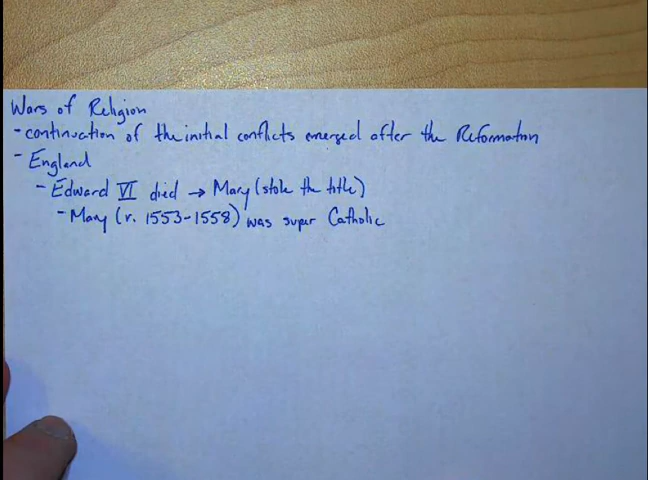 Wars of Religion
- continuation of the initial conflicts emerged after the Reformation
- England
- Edward VI died → Mary (stole the title)
- Mary (r. 1553-1558) was super Catholic